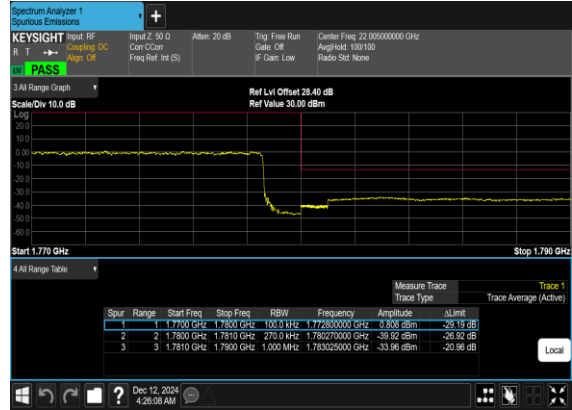 Spectrum Analyzer 1
Spurious Emissions
KEYSIGHT Input: RF Input Z: 50 Ω Atten: 20 dB Trig: Free Run Center Freq: 22.005000000 GHz
R T Coupling: DC Corr CCorr Gate: Off Avg|Hold: 100/100
Align: Off Freq Ref: Int (S) IF Gain: Low Radio Std: None
PASS
3 All Range Graph
Ref Lvl Offset 28.40 dB
Scale/Div 10.0 dB Ref Value 30.00 dBm
Log
20.0
10.0
0.00
-10.0
-20.0
-30.0
-40.0
-50.0
-60.0
Start 1.770 GHz Stop 1.790 GHz
4 All Range Table
Measure Trace Trace 1
Trace Type Trace Average (Active)
Spur Range Start Freq Stop Freq RBW Frequency Amplitude ΔLimit
1 1 1.7700 GHz 1.7800 GHz 100.0 kHz 1.772800000 GHz 0.808 dBm -29.19 dB
2 2 1.7800 GHz 1.7810 GHz 270.0 kHz 1.780270000 GHz -39.92 dBm -26.92 dB
3 3 1.7810 GHz 1.7900 GHz 1.000 MHz 1.783025000 GHz -33.96 dBm -20.96 dB
Local
? Dec 12, 2024
4:26:08 AM